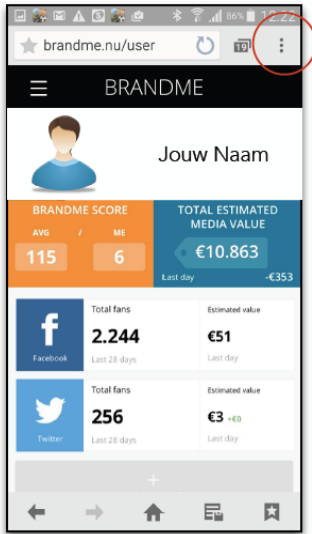 86% 12:22
brandme.nu/user
19
BRANDME
Jouw Naam
BRANDME SCORE
AVG / ME
115 6
TOTAL ESTIMATED
MEDIA VALUE
€10.863
Last day -€353
Facebook
Total fans
2.244
Last 28 days
Estimated value
€51
Last day
Twitter
Total fans
256
Last 28 days
Estimated value
€3 +€0
Last day
+